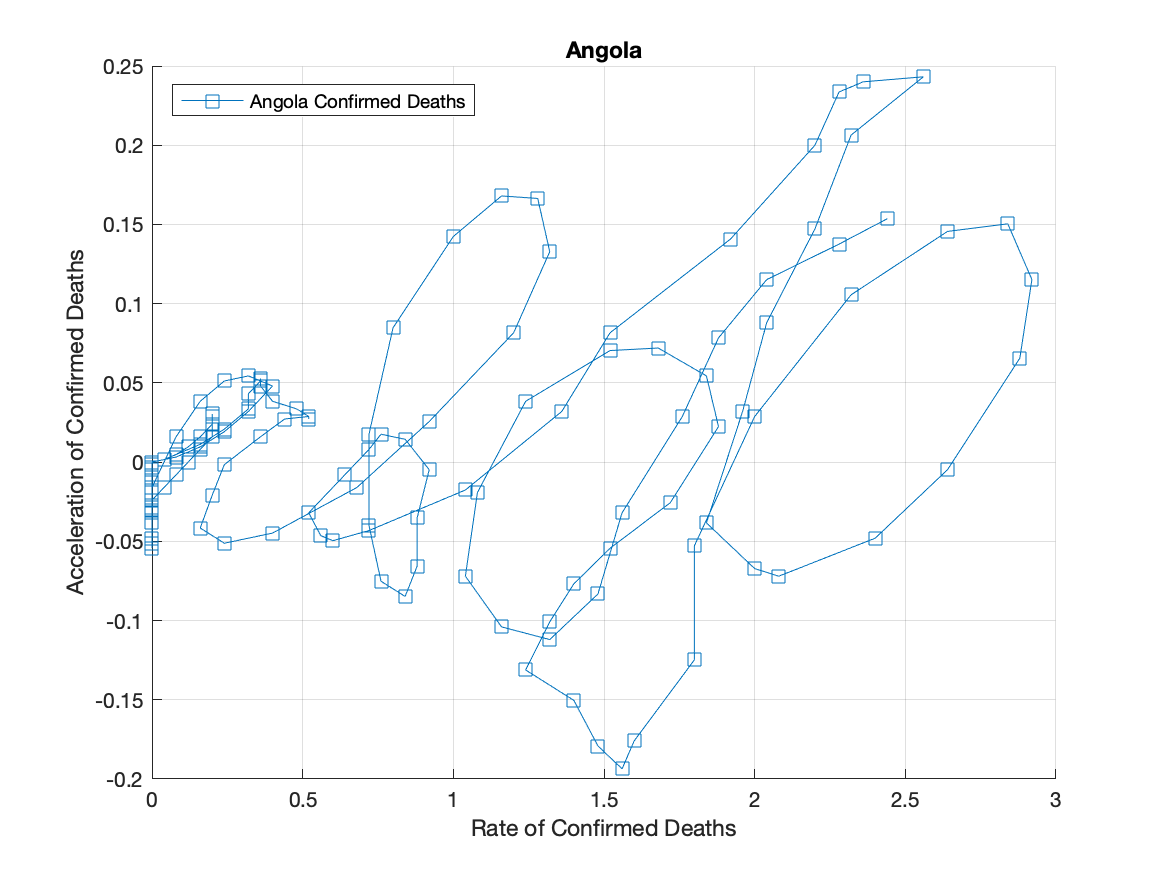 Angola
Angola Confirmed Deaths
0.25
0.2
0.15
0.1
0.05
0
-0.05
-0.1
-0.15
-0.2
Acceleration of Confirmed Deaths
0 0.5 1 1.5 2 2.5 3
Rate of Confirmed Deaths